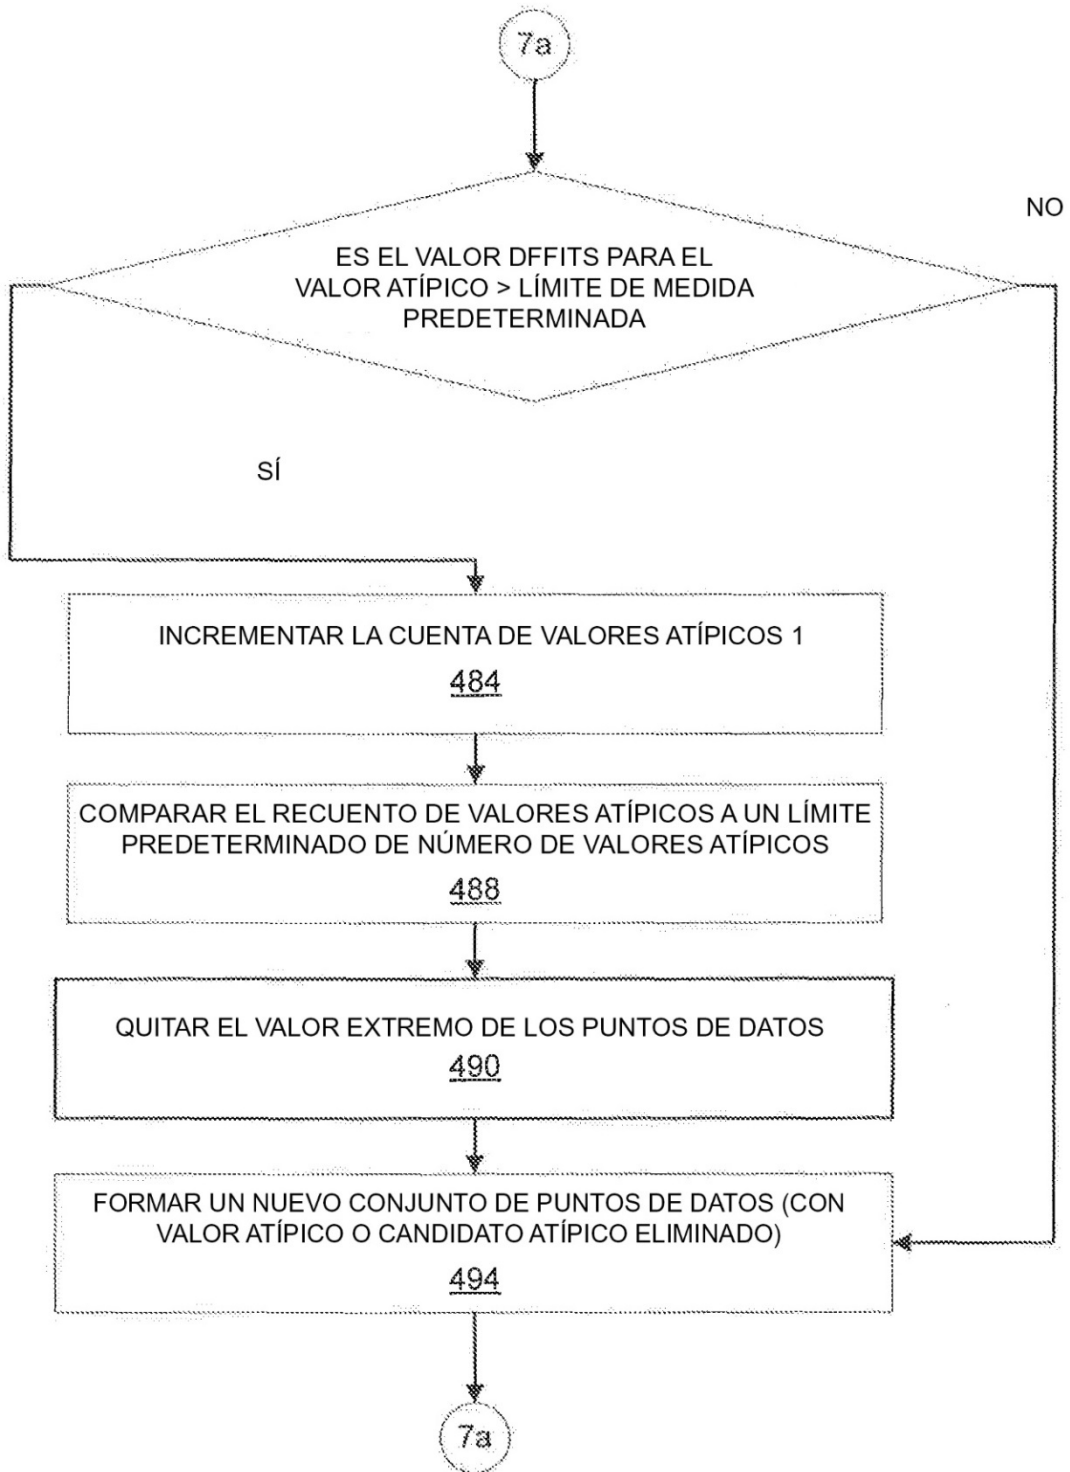 7a
NO
ES EL VALOR DFFITS PARA EL
VALOR ATÍPICO > LÍMITE DE MEDIDA
PREDETERMINADA
SÍ
INCREMENTAR LA CUENTA DE VALORES ATÍPICOS 1
484
COMPARAR EL RECUENTO DE VALORES ATÍPICOS A UN LÍMITE
PREDETERMINADO DE NÚMERO DE VALORES ATÍPICOS
488
QUITAR EL VALOR EXTREMO DE LOS PUNTOS DE DATOS
490
FORMAR UN NUEVO CONJUNTO DE PUNTOS DE DATOS (CON
VALOR ATÍPICO O CANDIDATO ATÍPICO ELIMINADO)
494
7a